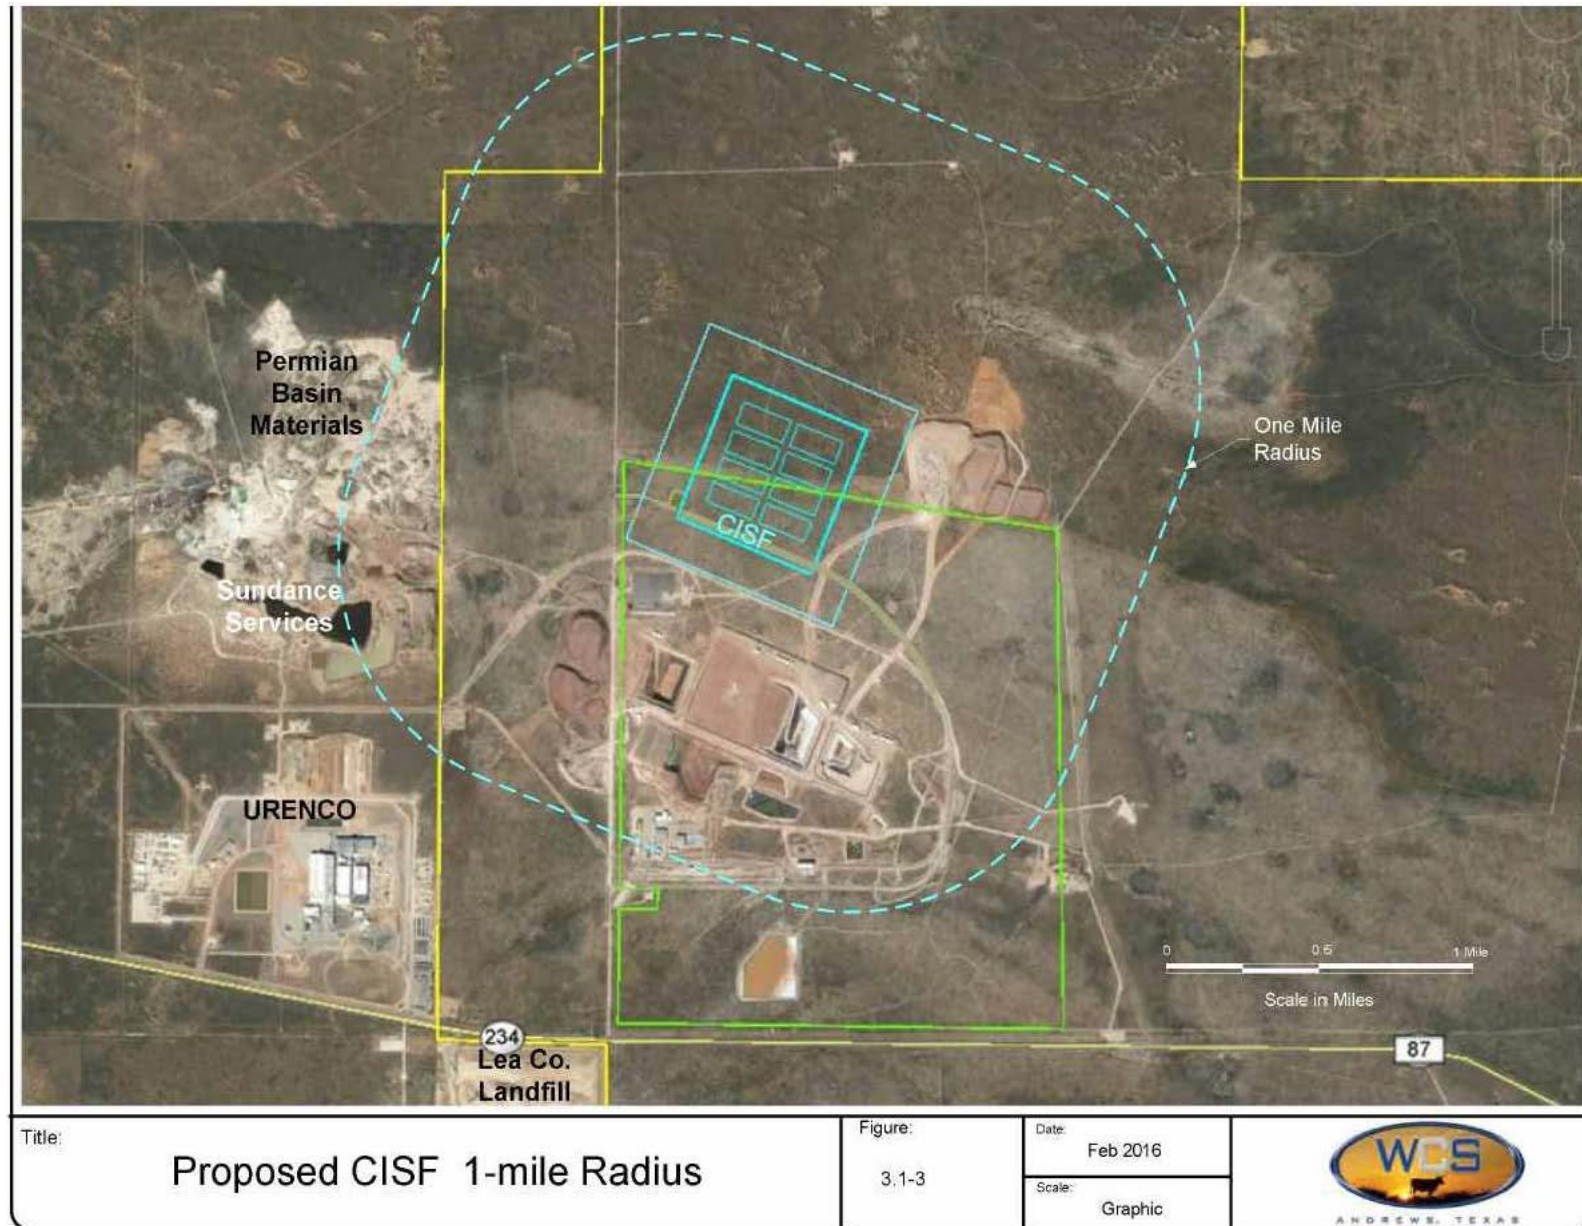 Permian
Basin
Materials
One Mile
Radius
CISF
Sundance
Services
URENCO
0 0.5 1 Mile
Scale in Miles
234
87
Lea Co.
Landfill
Title:
Proposed CISF 1-mile Radius
Figure:
3.1-3
Date:
Feb 2016
Scale:
Graphic
WCS
ANDREWS, TEXAS